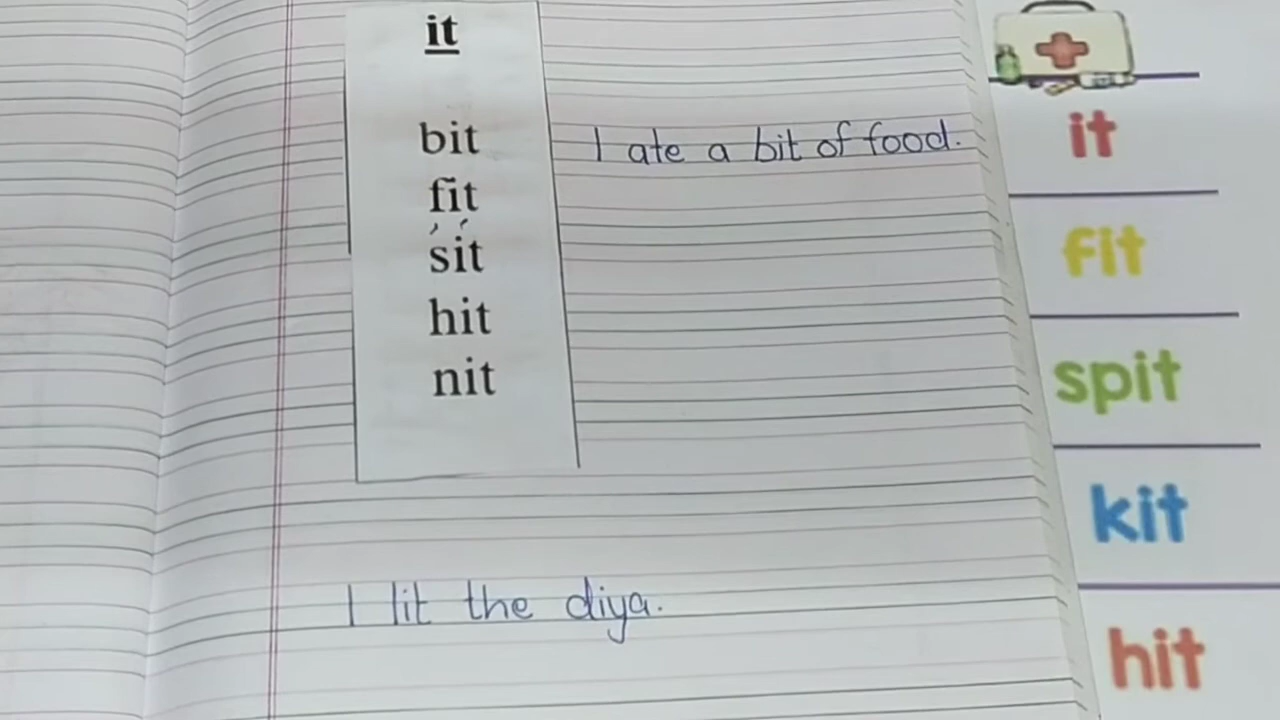 it
bit
I ate a bit of food.
fit
sit
hit
nit
I lit the diya.
it
fit
spit
kit
hit